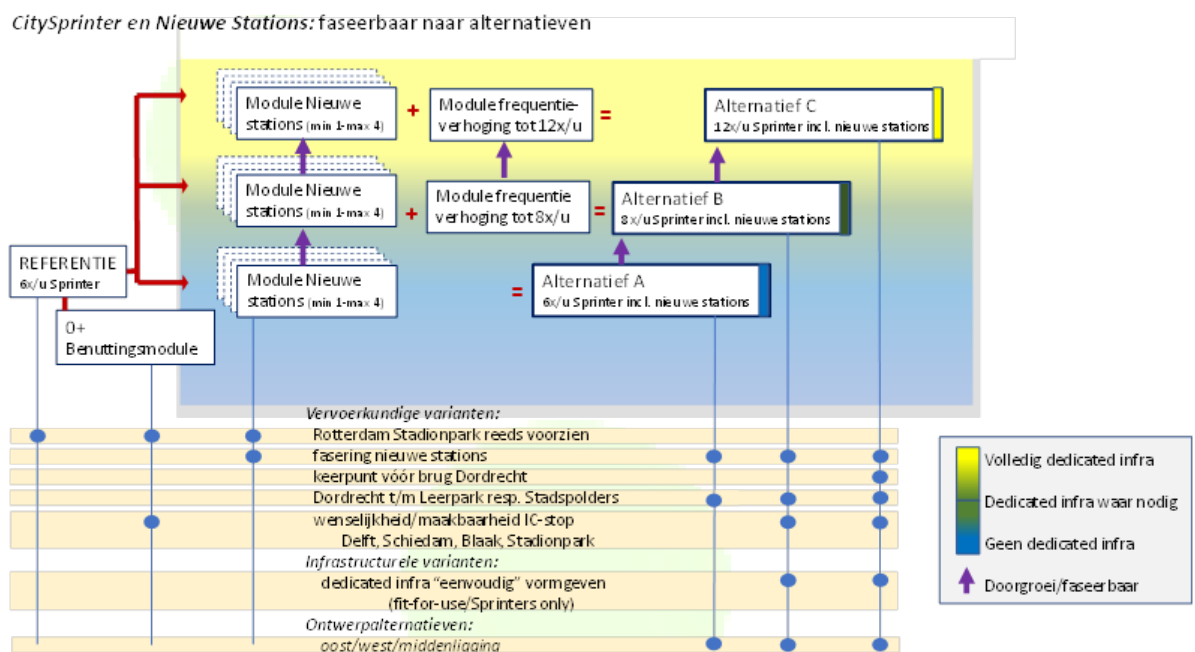 CitySprinter en Nieuwe Stations: faseerbaar naar alternatieven
Module Nieuwe
stations (min 1-max 4)
+
Module frequentie-
verhoging tot 12x/u
=
Alternatief C
12x/u Sprinter incl. nieuwe stations
Module Nieuwe
stations (min 1-max 4)
+
Module frequentie
verhoging tot 8x/u
=
Alternatief B
8x/u Sprinter incl. nieuwe stations
REFERENTIE
6x/u Sprinter
Module Nieuwe
stations (min 1-max 4)
=
Alternatief A
6x/u Sprinter incl. nieuwe stations
0+
Benuttingsmodule
Vervoerkundige varianten:
Rotterdam Stadionpark reeds voorzien
fasering nieuwe stations
keerpunt vóór brug Dordrecht
Dordrecht t/m Leerpark resp. Stadspolders
wenselijkheid/maakbaarheid IC-stop
Delft, Schiedam, Blaak, Stadionpark
Infrastructurele varianten:
dedicated infra "eenvoudig" vormgeven
(fit-for-use/Sprinters only)
Ontwerpalternatieven:
oost/west/middenligging
Volledig dedicated infra
Dedicated infra waar nodig
Geen dedicated infra
Doorgroei/faseerbaar